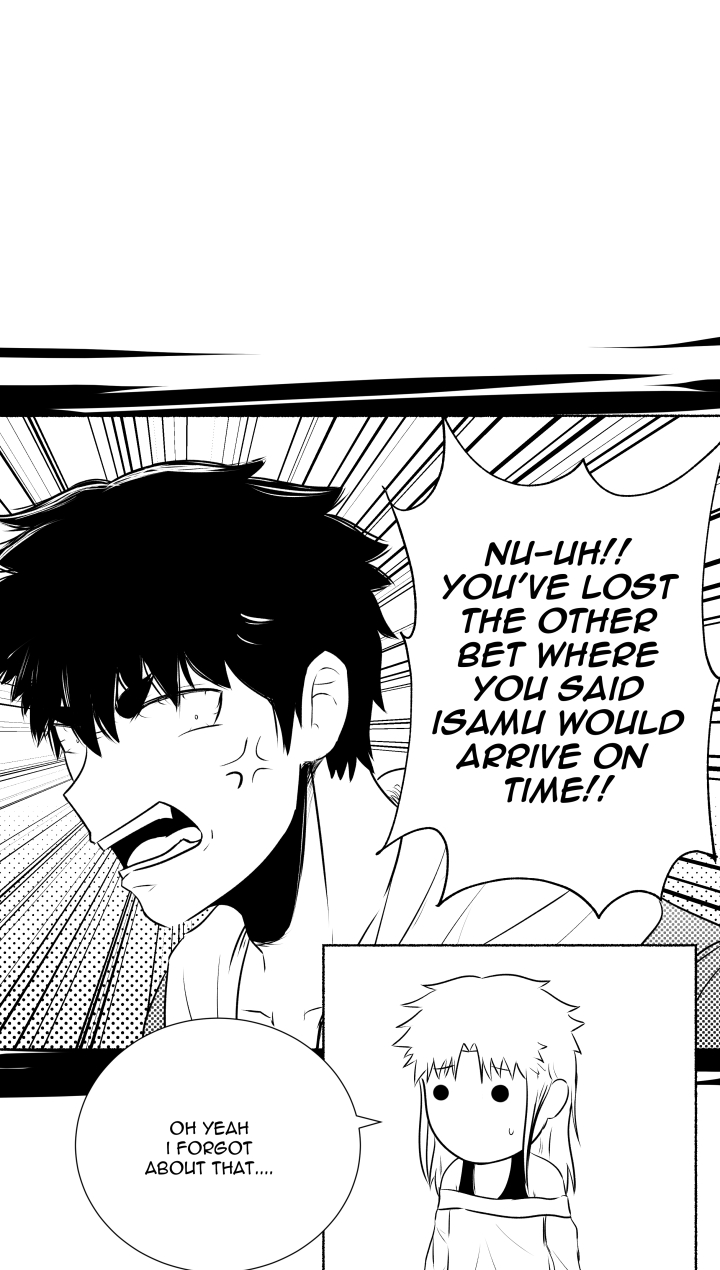 NU-UH!!
YOU'VE LOST
THE OTHER
BET WHERE
YOU SAID
ISAMU WOULD
ARRIVE ON
TIME!!
OH YEAH
I FORGOT
ABOUT THAT....